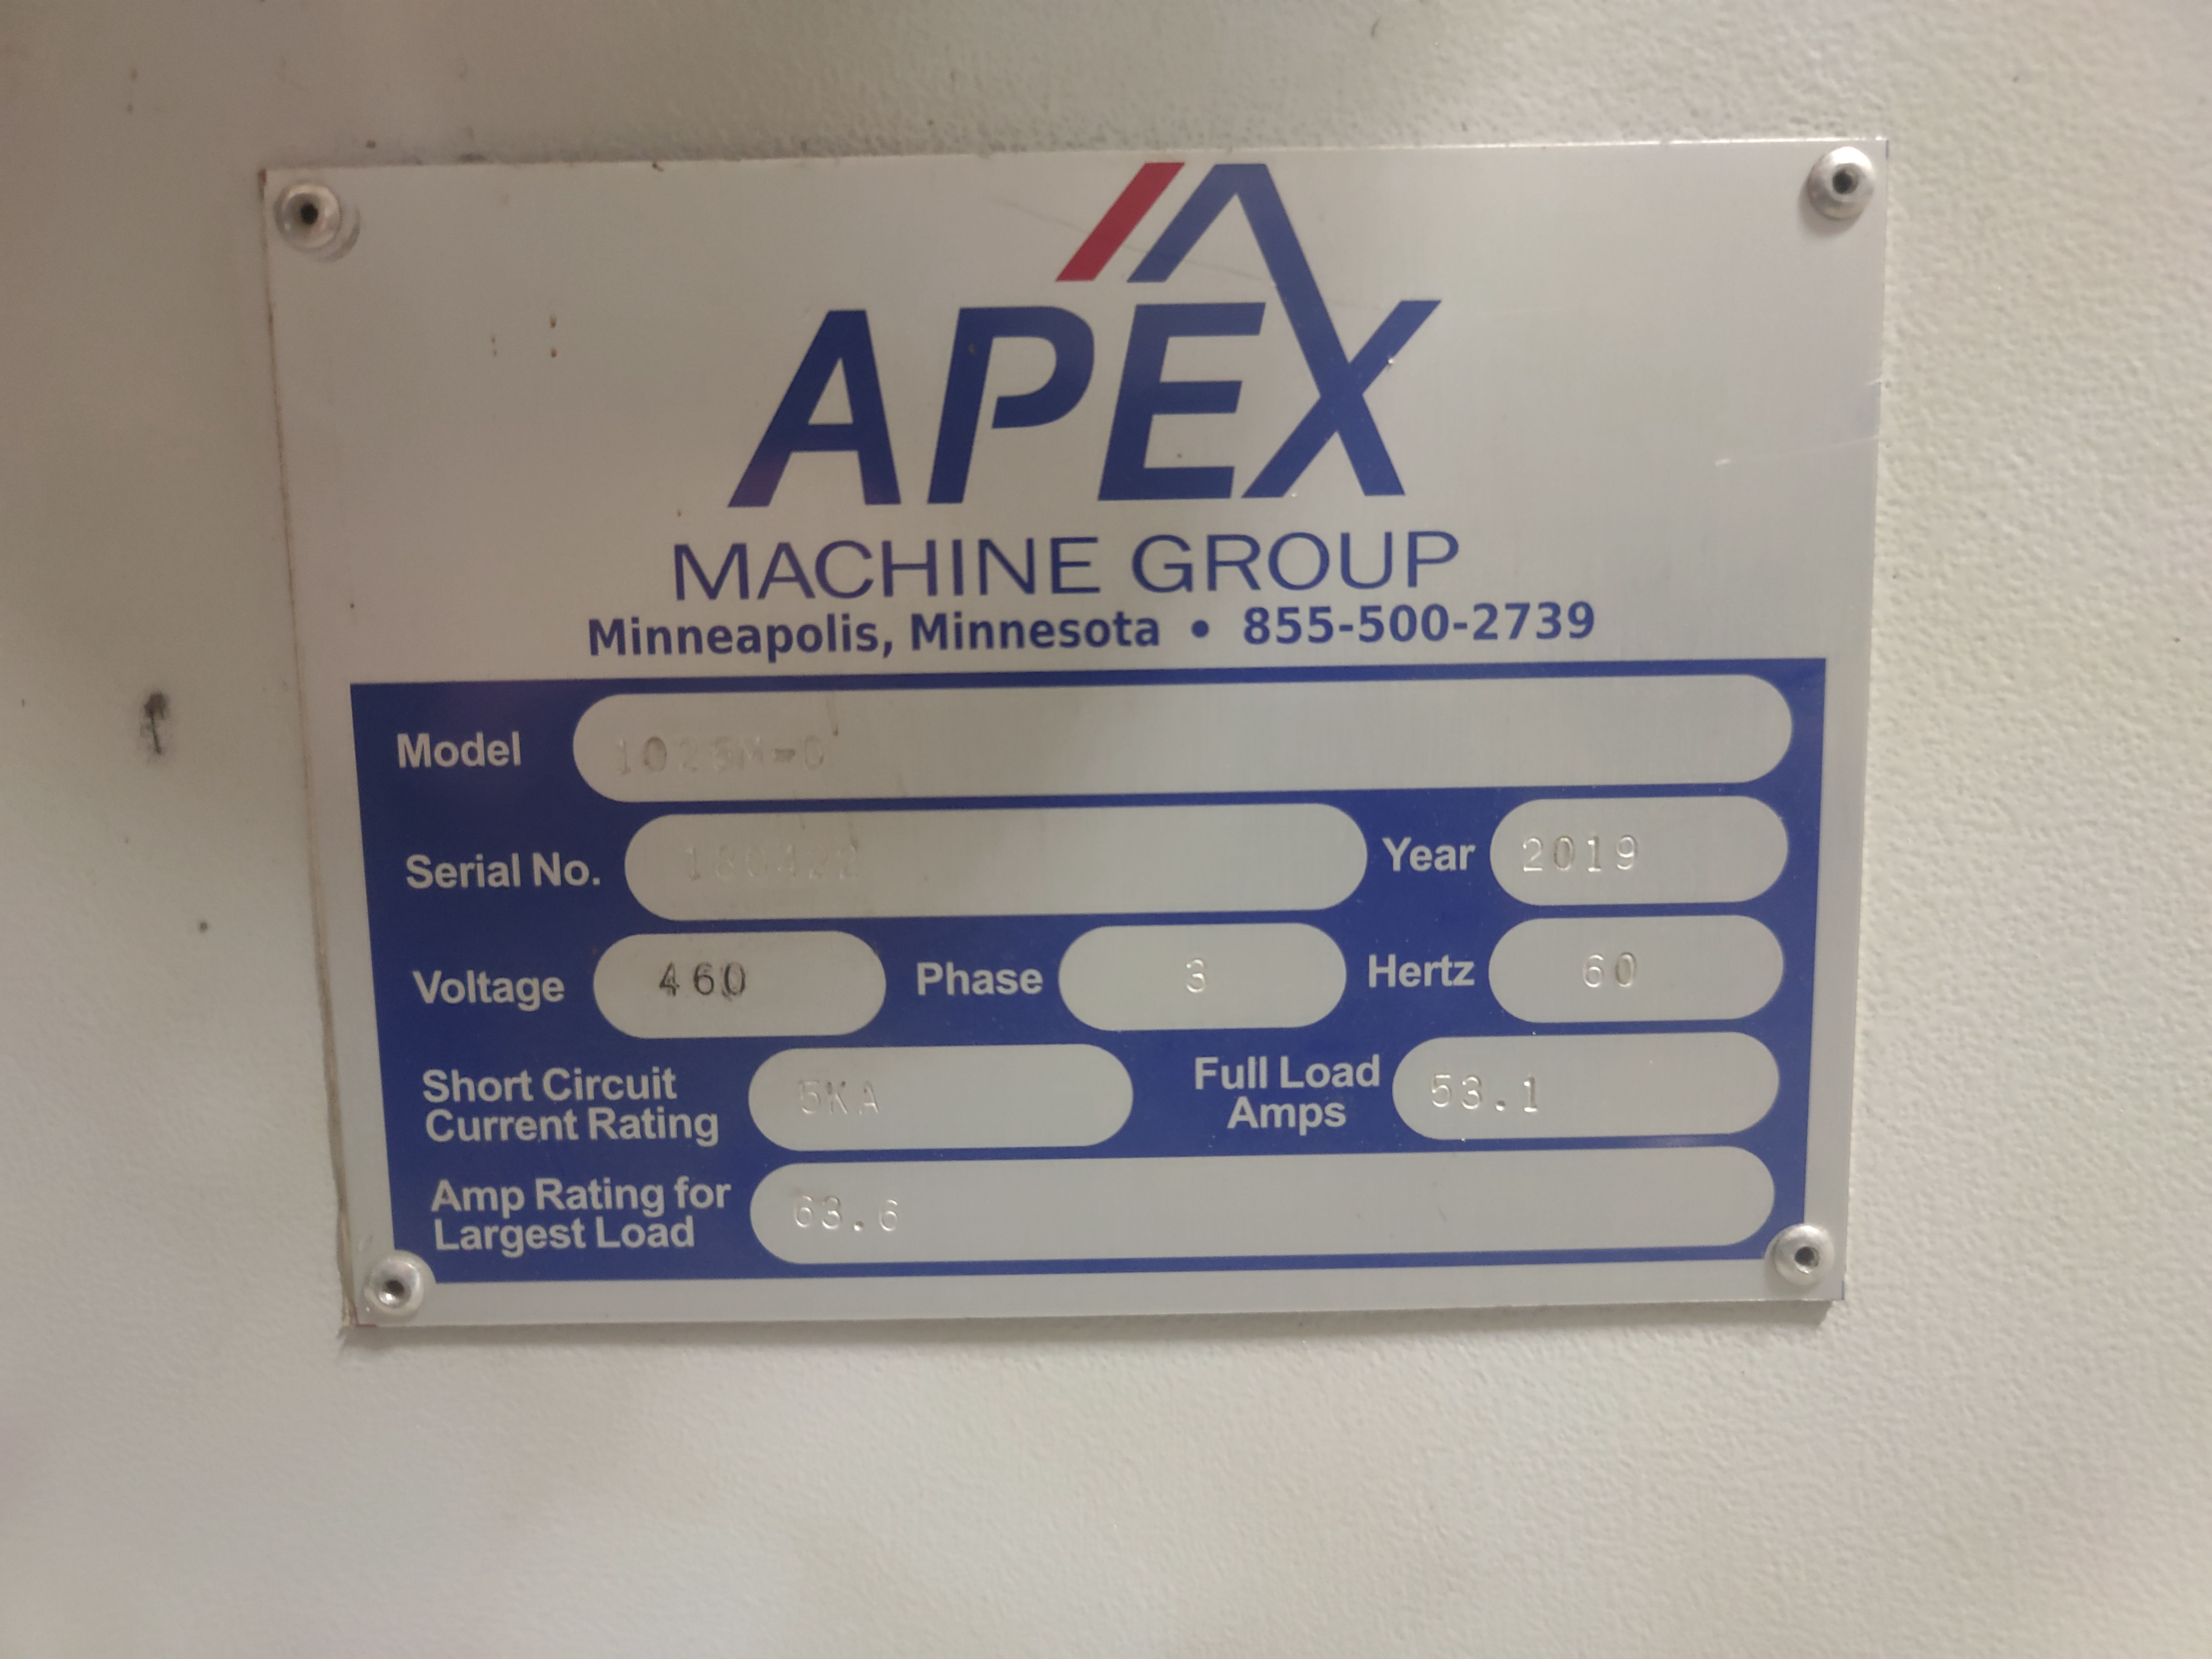 APEX
MACHINE GROUP
Minneapolis, Minnesota • 855-500-2739
Model
Serial No. Year 2019
Voltage 460 Phase 3 Hertz 60
Short Circuit Current Rating 5KA Full Load Amps 53.1
Amp Rating for Largest Load 63.6